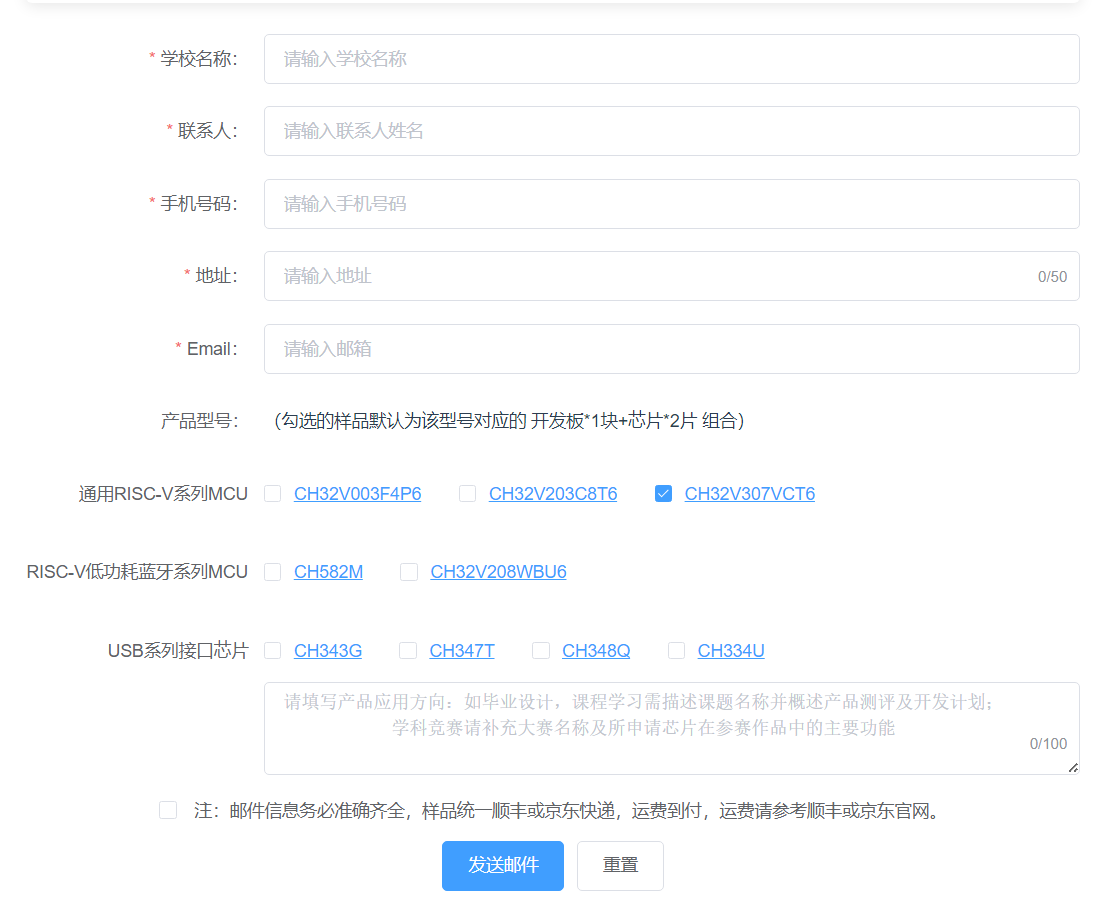 * 学校名称： 请输入学校名称
* 联系人： 请输入联系人姓名
* 手机号码： 请输入手机号码
* 地址： 请输入地址 0/50
* Email： 请输入邮箱
产品型号： （勾选的样品默认为该型号对应的 开发板*1块+芯片*2片 组合）
通用RISC-V系列MCU CH32V003F4P6 CH32V203C8T6 CH32V307VCT6
RISC-V低功耗蓝牙系列MCU CH582M CH32V208WBU6
USB系列接口芯片 CH343G CH347T CH348Q CH334U
请填写产品应用方向：如毕业设计，课程学习需描述课题名称并概述产品测评及开发计划；
学科竞赛请补充大赛名称及所申请芯片在参赛作品中的主要功能
0/100
注：邮件信息务必准确齐全，样品统一顺丰或京东快递，运费到付，运费请参考顺丰或京东官网。
发送邮件 重置